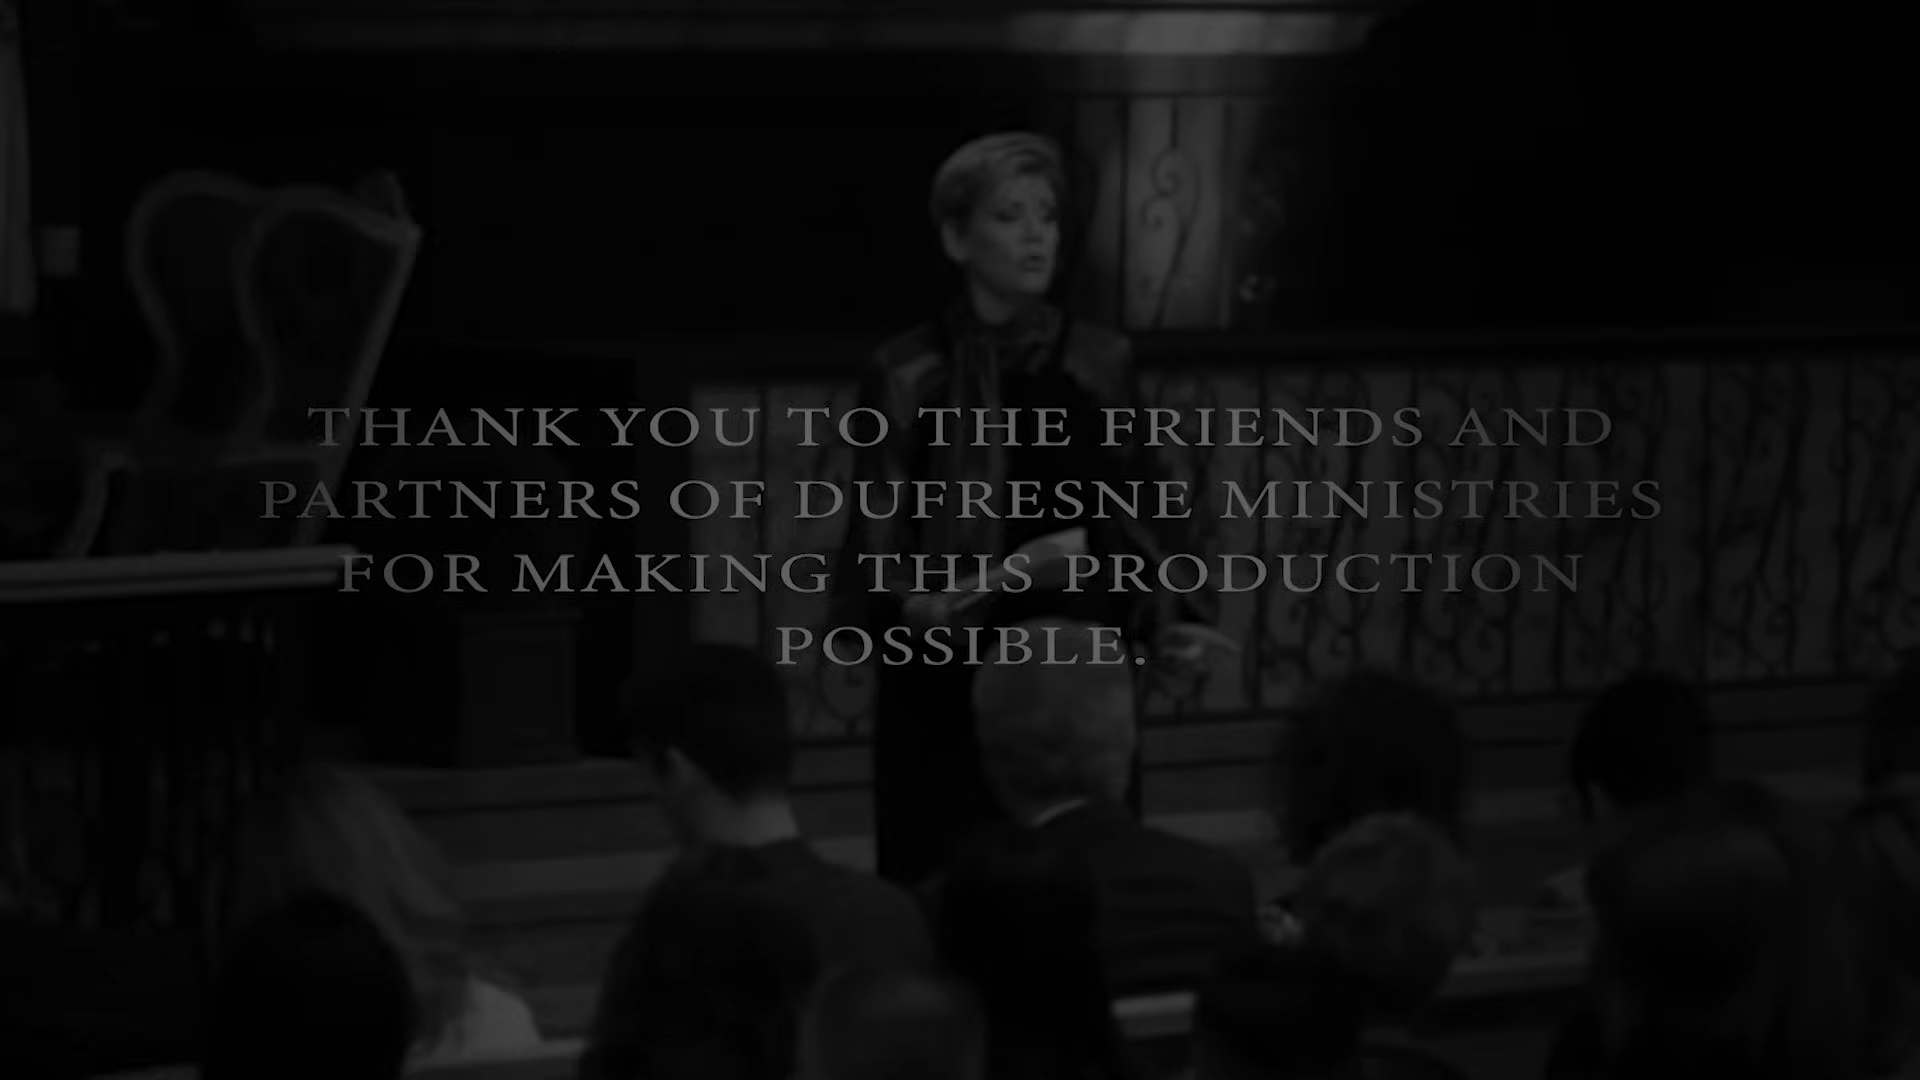 THANK YOU TO THE FRIENDS AND
PARTNERS OF DUFRESNE MINISTRIES
FOR MAKING THIS PRODUCTION
POSSIBLE.